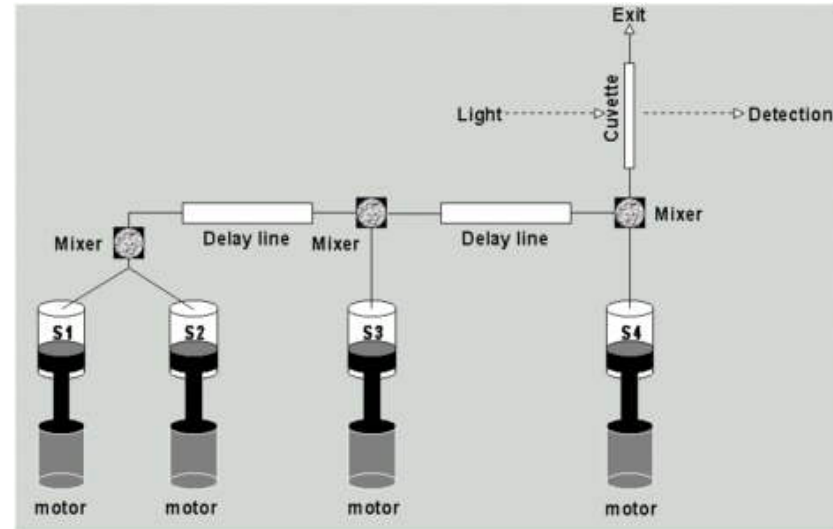 Exit
Cuvette
Light
Detection
Mixer
Delay line
Mixer
Delay line
Mixer
S1
S2
S3
S4
motor
motor
motor
motor